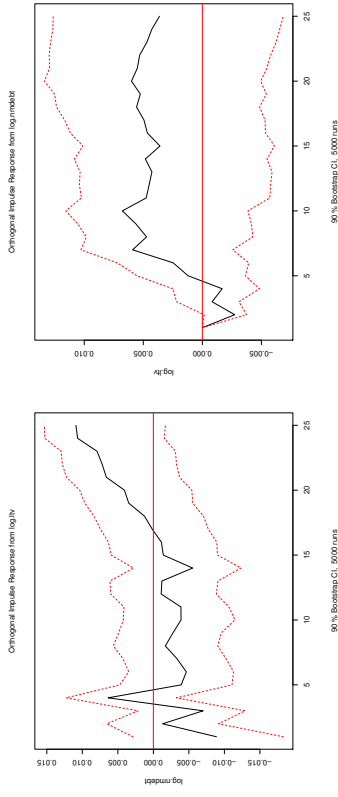 Orthogonal Impulse Response from log.ltv
log.nmdebt
0.015
0.010
0.005
0.000
−0.005
−0.010
−0.015
5 10 15 20 25
90 % Bootstrap CI, 5000 runs
Orthogonal Impulse Response from log.nmdebt
log.ltv
0.010
0.005
0.000
−0.005
5 10 15 20 25
90 % Bootstrap CI, 5000 runs